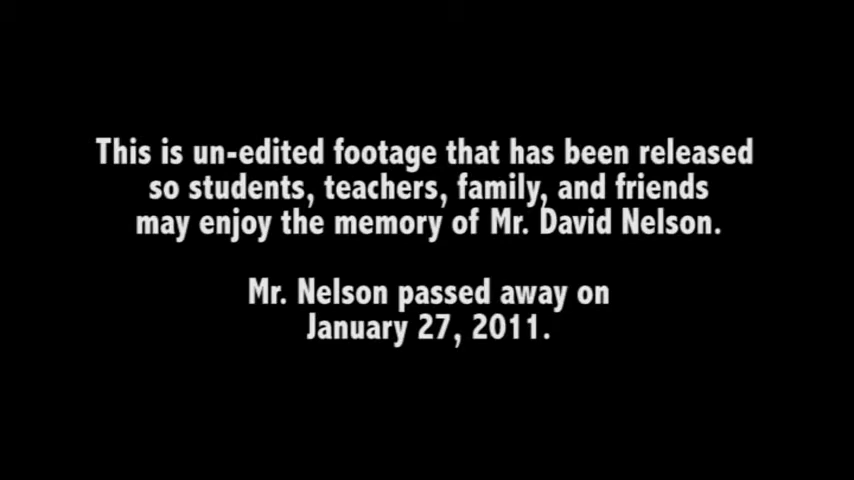 This is un-edited footage that has been released
so students, teachers, family, and friends
may enjoy the memory of Mr. David Nelson.
Mr. Nelson passed away on
January 27, 2011.